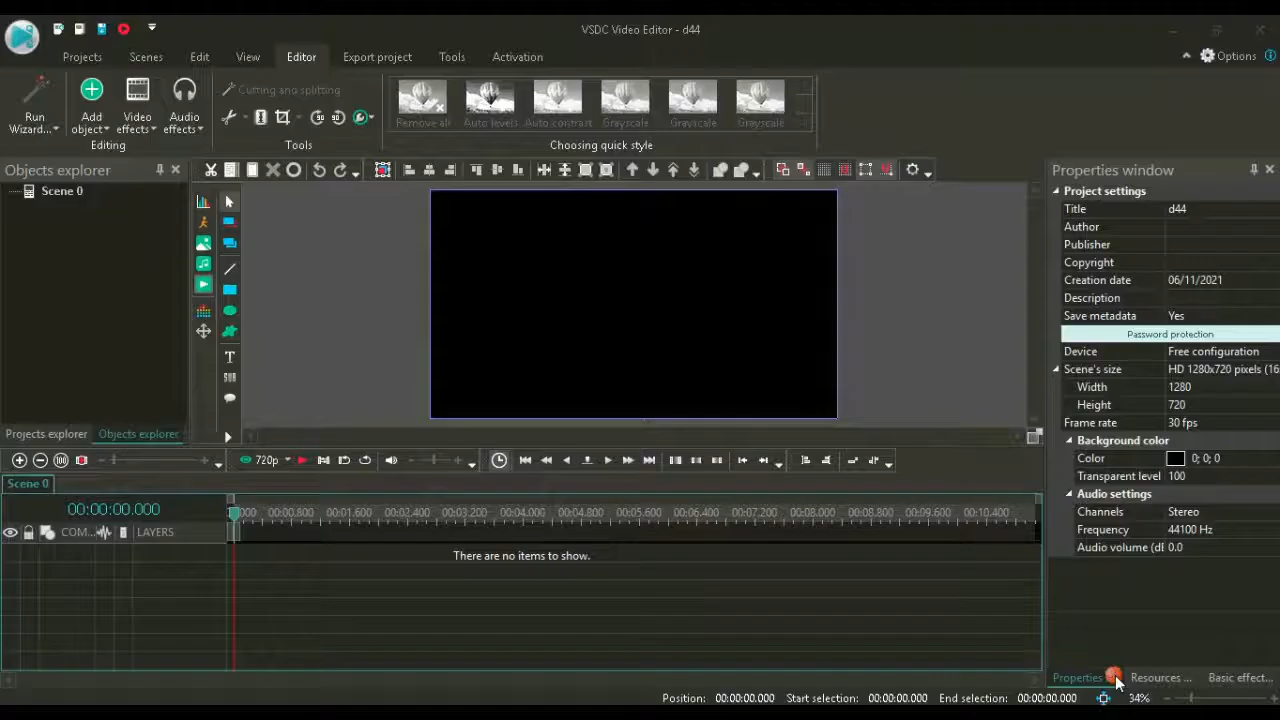 VSDC Video Editor - d44
Projects Scenes Edit View Editor Export project Tools Activation Options
Run Wizard...
Add object
Video effects
Audio effects
Cutting and splitting
Remove all Auto levels Auto contrast Grayscale Grayscale Grayscale
Editing Tools Choosing quick style
Objects explorer
Scene 0
Projects explorer Objects explorer
Properties window
Project settings
Title d44
Author
Publisher
Copyright
Creation date 06/11/2021
Description
Save metadata Yes
Password protection
Device Free configuration
Scene's size HD 1280x720 pixels (16
Width 1280
Height 720
Frame rate 30 fps
Background color
Color 0; 0; 0
Transparent level 100
Audio settings
Channels Stereo
Frequency 44100 Hz
Audio volume (dB 0.0
T
SUB
720p
Scene 0
00:00:00.000
000 00:00.800 00:01.600 00:02.400 00:03.200 00:04.000 00:04.800 00:05.600 00:06.400 00:07.200 00:08.000 00:08.800 00:09.600 00:10.400
COM... LAYERS
There are no items to show.
Properties Resources ... Basic effect...
Position: 00:00:00.000 Start selection: 00:00:00.000 End selection: 00:00:00.000 34%